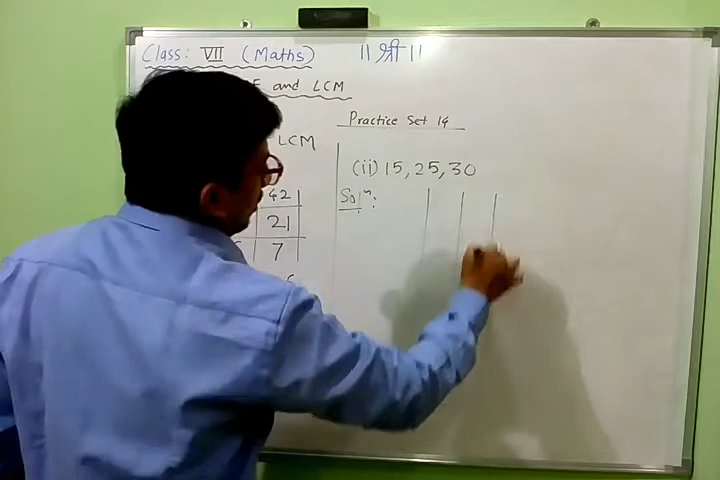 Class: VII (Maths) || श्री ||
and LCM
Practice Set 14
LCM
(ii) 15, 25, 30
Solⁿ:
42
21
7